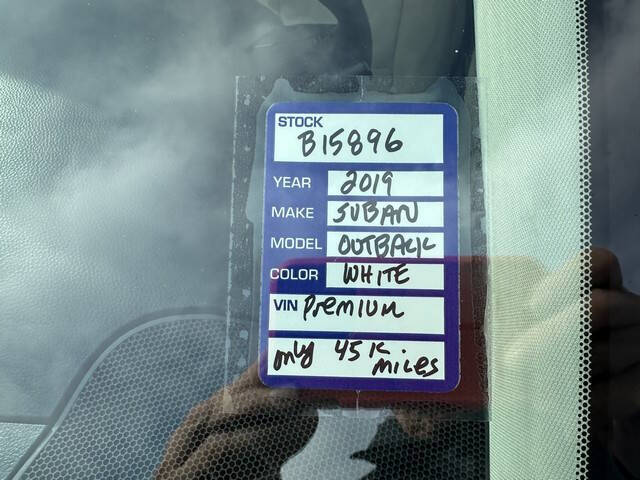 STOCK
B15896
YEAR 2019
MAKE SUBAN
MODEL OUTBACK
COLOR WHITE
VIN Premium
only 45K
miles